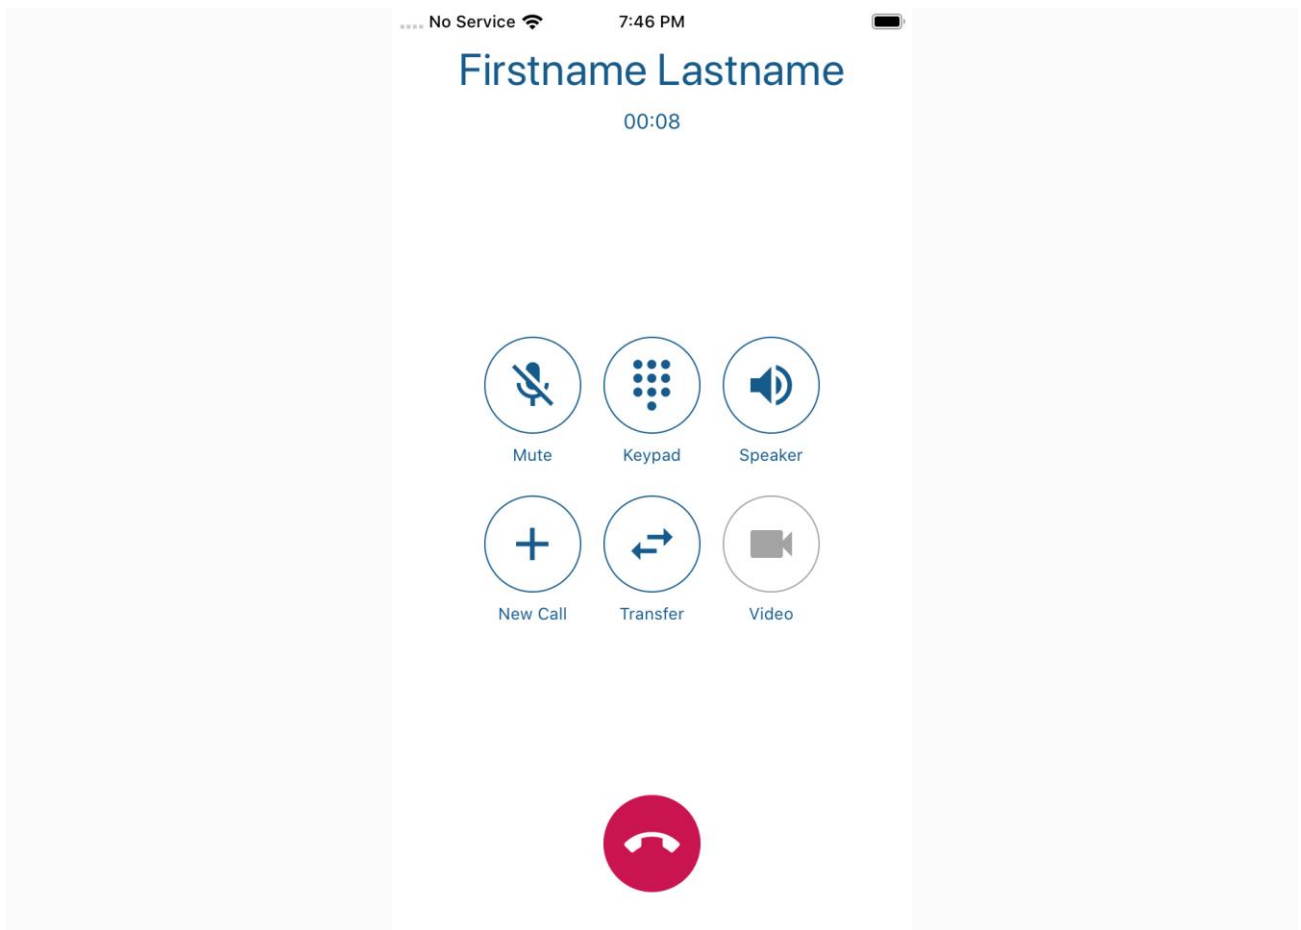 No Service 7:46 PM
Firstname Lastname
00:08
Mute Keypad Speaker
New Call Transfer Video